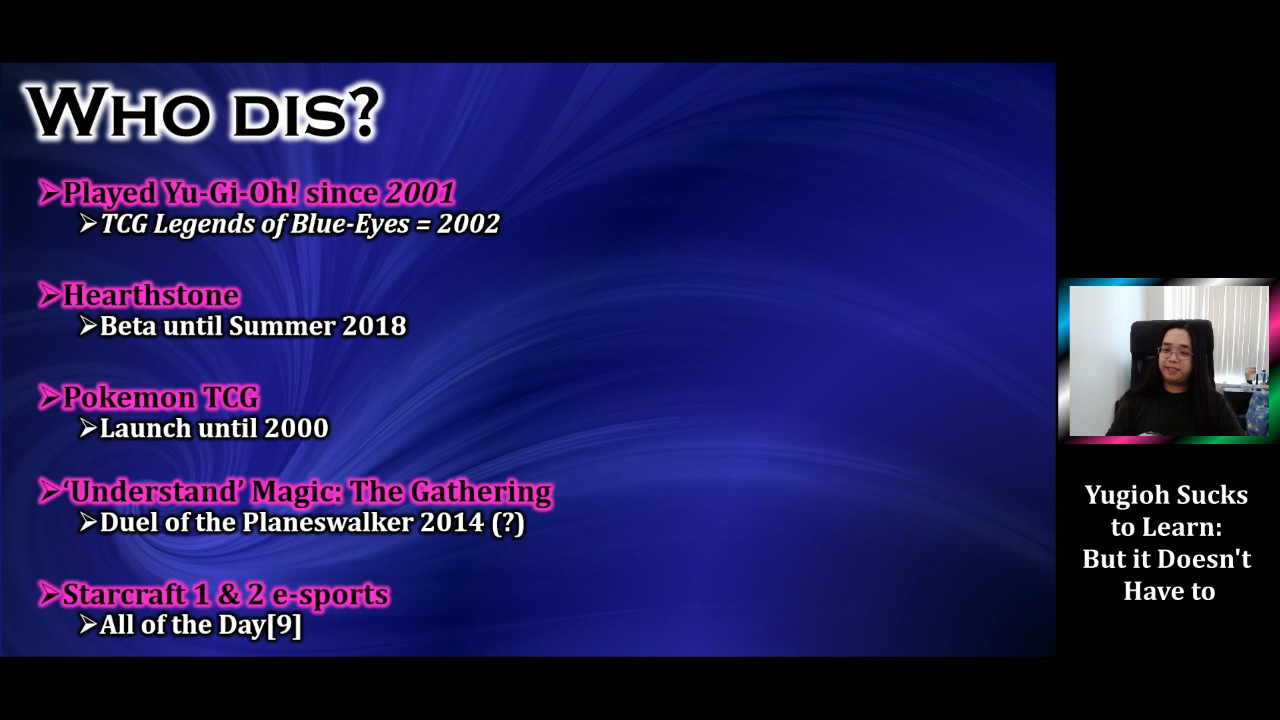 WHO DIS?
➢Played Yu-Gi-Oh! since 2001
➢TCG Legends of Blue-Eyes = 2002
➢Hearthstone
➢Beta until Summer 2018
➢Pokemon TCG
➢Launch until 2000
➢'Understand' Magic: The Gathering
➢Duel of the Planeswalker 2014 (?)
➢Starcraft 1 & 2 e-sports
➢All of the Day[9]
Yugioh Sucks
to Learn:
But it Doesn't
Have to